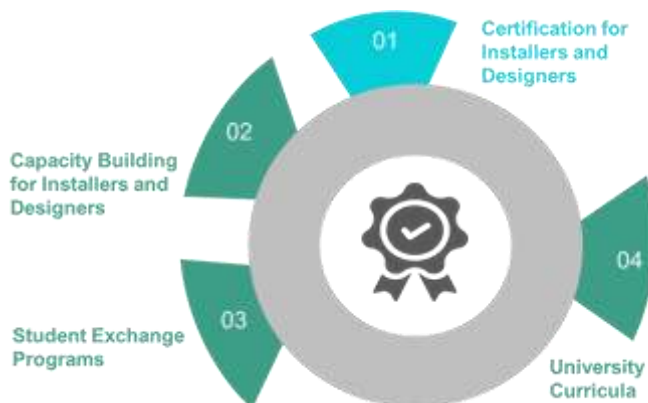 01
Certification for
Installers and
Designers
02
Capacity Building
for Installers and
Designers
03
Student Exchange
Programs
04
University
Curricula